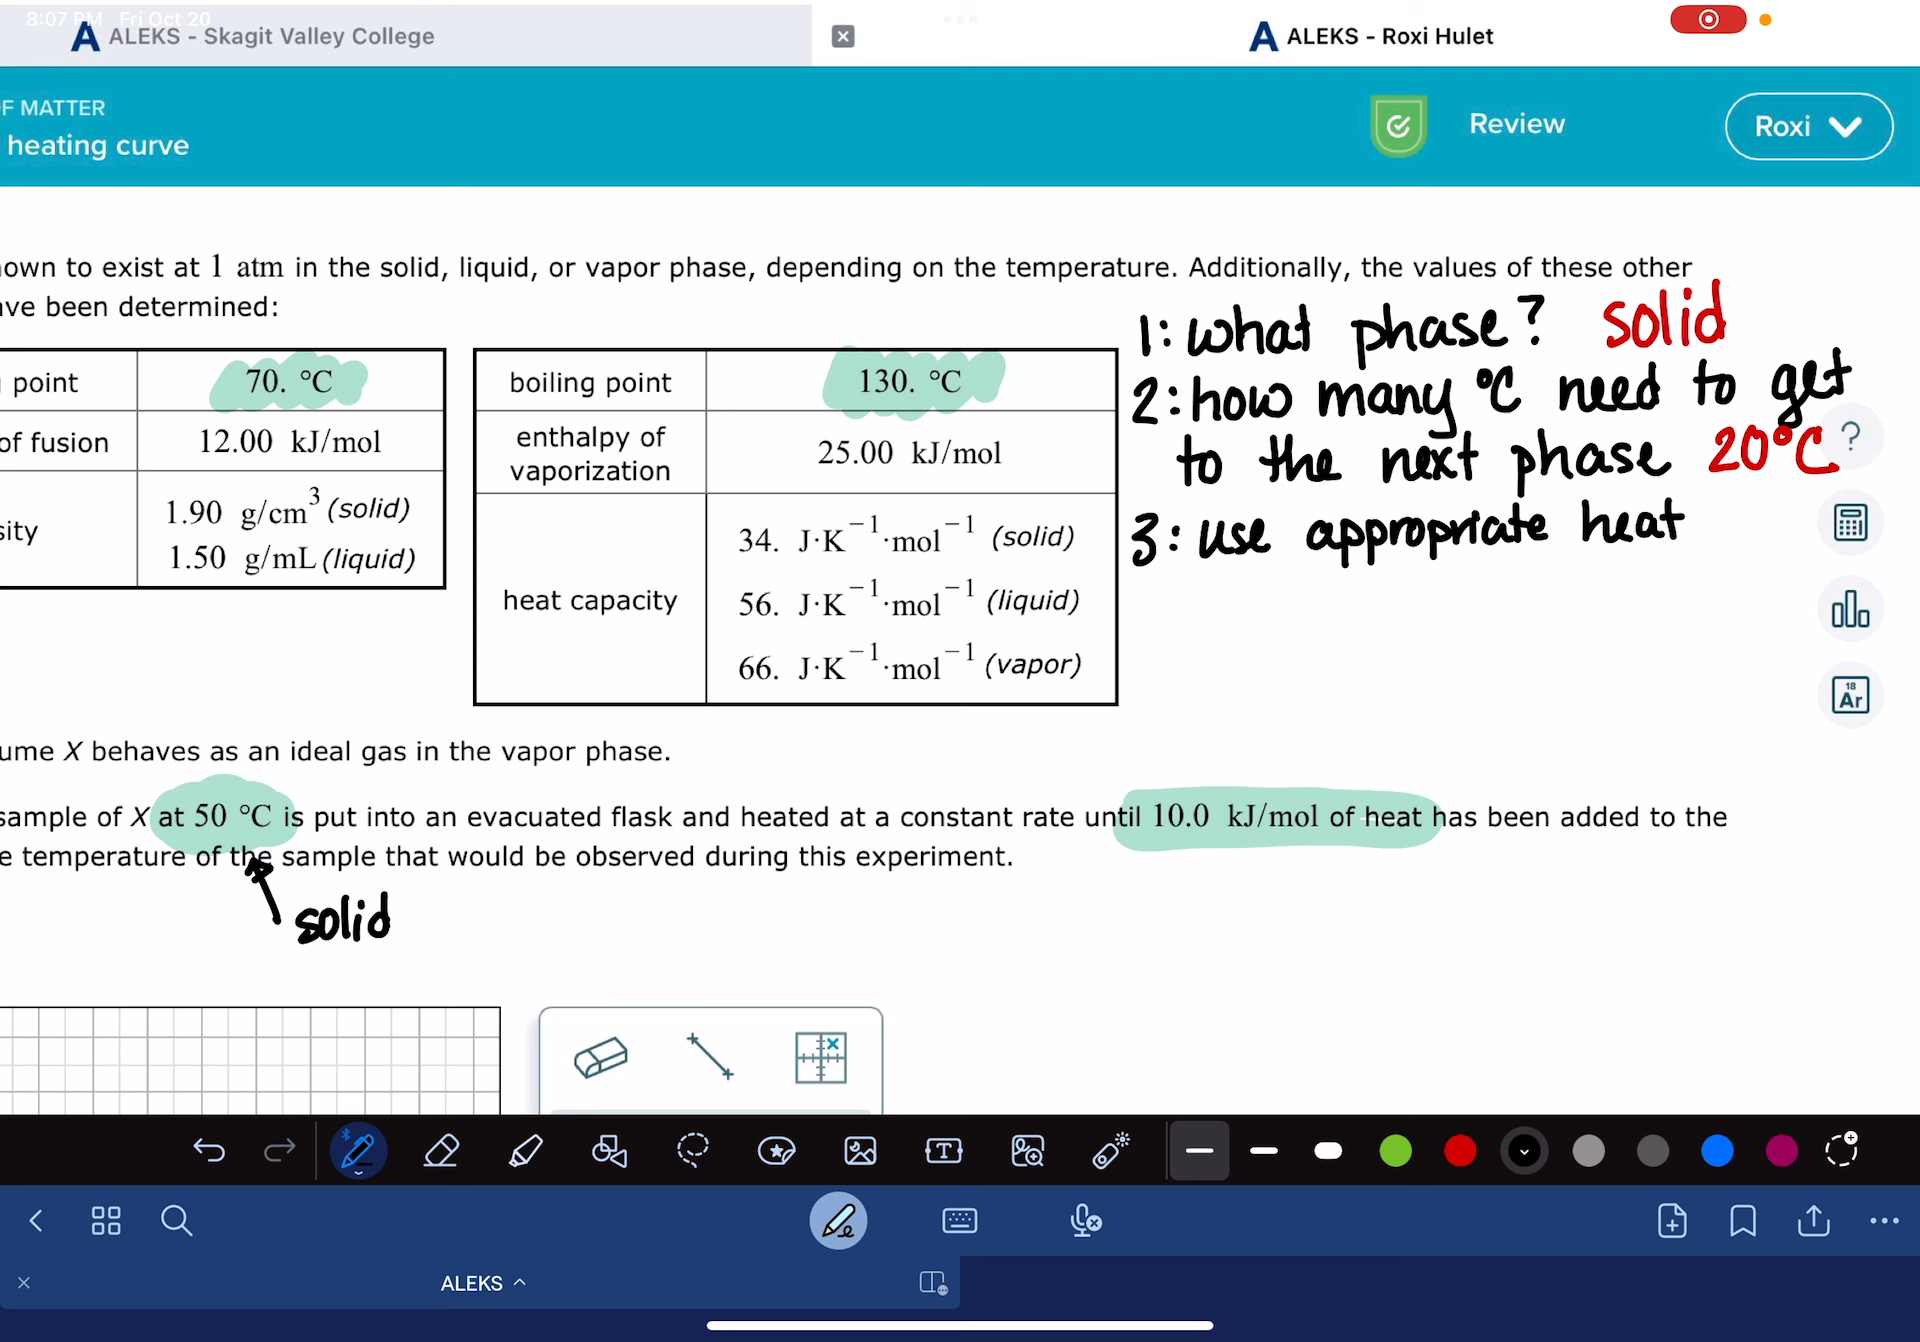 8:07 PM Fri Oct 20
ALEKS - Skagit Valley College
ALEKS - Roxi Hulet
F MATTER
heating curve
Review
Roxi
own to exist at 1 atm in the solid, liquid, or vapor phase, depending on the temperature. Additionally, the values of these other
ve been determined:
point 70. °C
of fusion 12.00 kJ/mol
sity
1.90 g/cm³ (solid)
1.50 g/mL (liquid)
boiling point 130. °C
enthalpy of
vaporization
25.00 kJ/mol
heat capacity
34. J·K⁻¹·mol⁻¹ (solid)
56. J·K⁻¹·mol⁻¹ (liquid)
66. J·K⁻¹·mol⁻¹ (vapor)
1: what phase? solid
2: how many °C need to get
to the next phase 20°C
3: use appropriate heat
?
18
Ar
ume X behaves as an ideal gas in the vapor phase.
sample of X at 50 °C is put into an evacuated flask and heated at a constant rate until 10.0 kJ/mol of heat has been added to the
e temperature of the sample that would be observed during this experiment.
solid
ALEKS